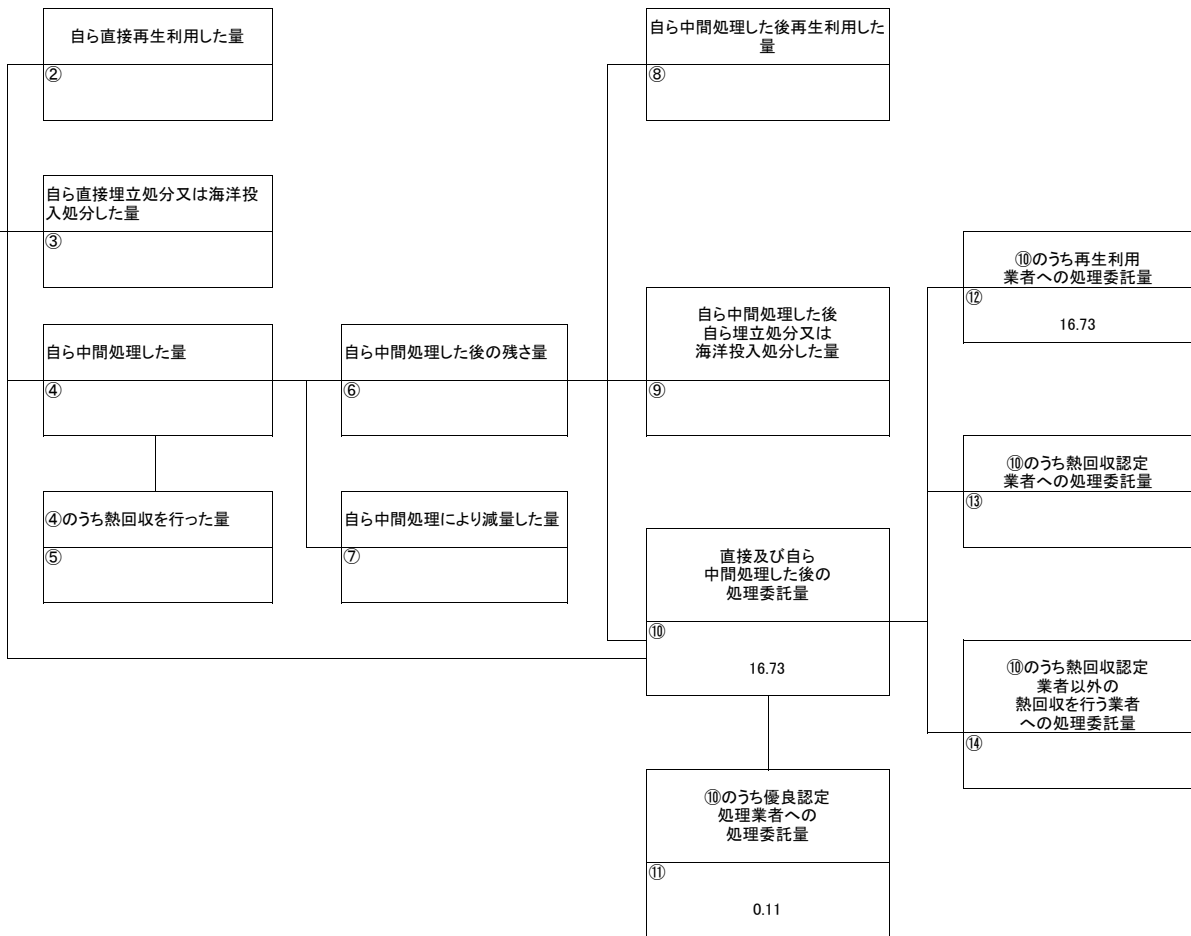 自ら直接再生利用した量
②
自ら直接埋立処分又は海洋投
入処分した量
③
自ら中間処理した量
④
④のうち熱回収を行った量
⑤
自ら中間処理した後の残さ量
⑥
自ら中間処理により減量した量
⑦
自ら中間処理した後再生利用した
量
⑧
自ら中間処理した後
自ら埋立処分又は
海洋投入処分した量
⑨
直接及び自ら
中間処理した後の
処理委託量
⑩
16.73
⑩のうち優良認定
処理業者への
処理委託量
⑪
0.11
⑩のうち再生利用
業者への処理委託量
⑫
16.73
⑩のうち熱回収認定
業者への処理委託量
⑬
⑩のうち熱回収認定
業者以外の
熱回収を行う業者
への処理委託量
⑭